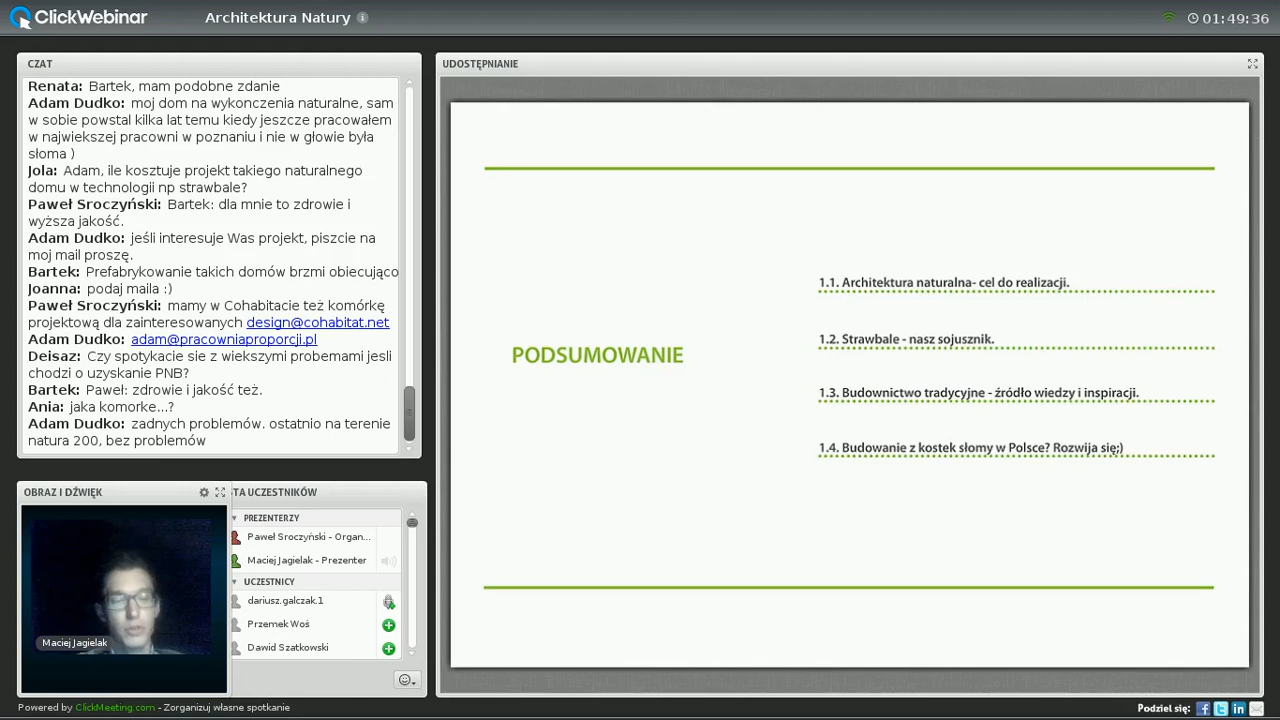 ClickWebinar
Architektura Natury
01:49:36
CZAT
Renata: Bartek, mam podobne zdanie
Adam Dudko: moj dom na wykonczenia naturalne, sam
w sobie powstal kilka lat temu kiedy jeszcze pracowałem
w najwiekszej pracowni w poznaniu i nie w głowie była
słoma )
Jola: Adam, ile kosztuje projekt takiego naturalnego
domu w technologii np strawbale?
Paweł Sroczyński: Bartek: dla mnie to zdrowie i
wyższa jakość.
Adam Dudko: jeśli interesuje Was projekt, piszcie na
moj mail proszę.
Bartek: Prefabrykowanie takich domów brzmi obiecująco
Joanna: podaj maila :)
Paweł Sroczyński: mamy w Cohabitacie też komórkę
projektową dla zainteresowanych design@cohabitat.net
Adam Dudko: adam@pracowniaproporcji.pl
Deisaz: Czy spotykacie sie z wiekszymi probemami jesli
chodzi o uzyskanie PNB?
Bartek: Paweł: zdrowie i jakość też.
Ania: jaka komorke...?
Adam Dudko: zadnych problemów. ostatnio na terenie
natura 200, bez problemów
OBRAZ I DŹWIĘK
Maciej Jagielak
TA UCZESTNIKÓW
PREZENTERZY
Paweł Sroczyński - Organ...
Maciej Jagielak - Prezenter
UCZESTNICY
dariusz.galczak.1
Przemek Woś
Dawid Szatkowski
UDOSTĘPNIANIE
PODSUMOWANIE
1.1. Architektura naturalna- cel do realizacji.
1.2. Strawbale - nasz sojusznik.
1.3. Budownictwo tradycyjne - źródło wiedzy i inspiracji.
1.4. Budowanie z kostek słomy w Polsce? Rozwija się;)
Powered by ClickMeeting.com - Zorganizuj własne spotkanie
Podziel się: